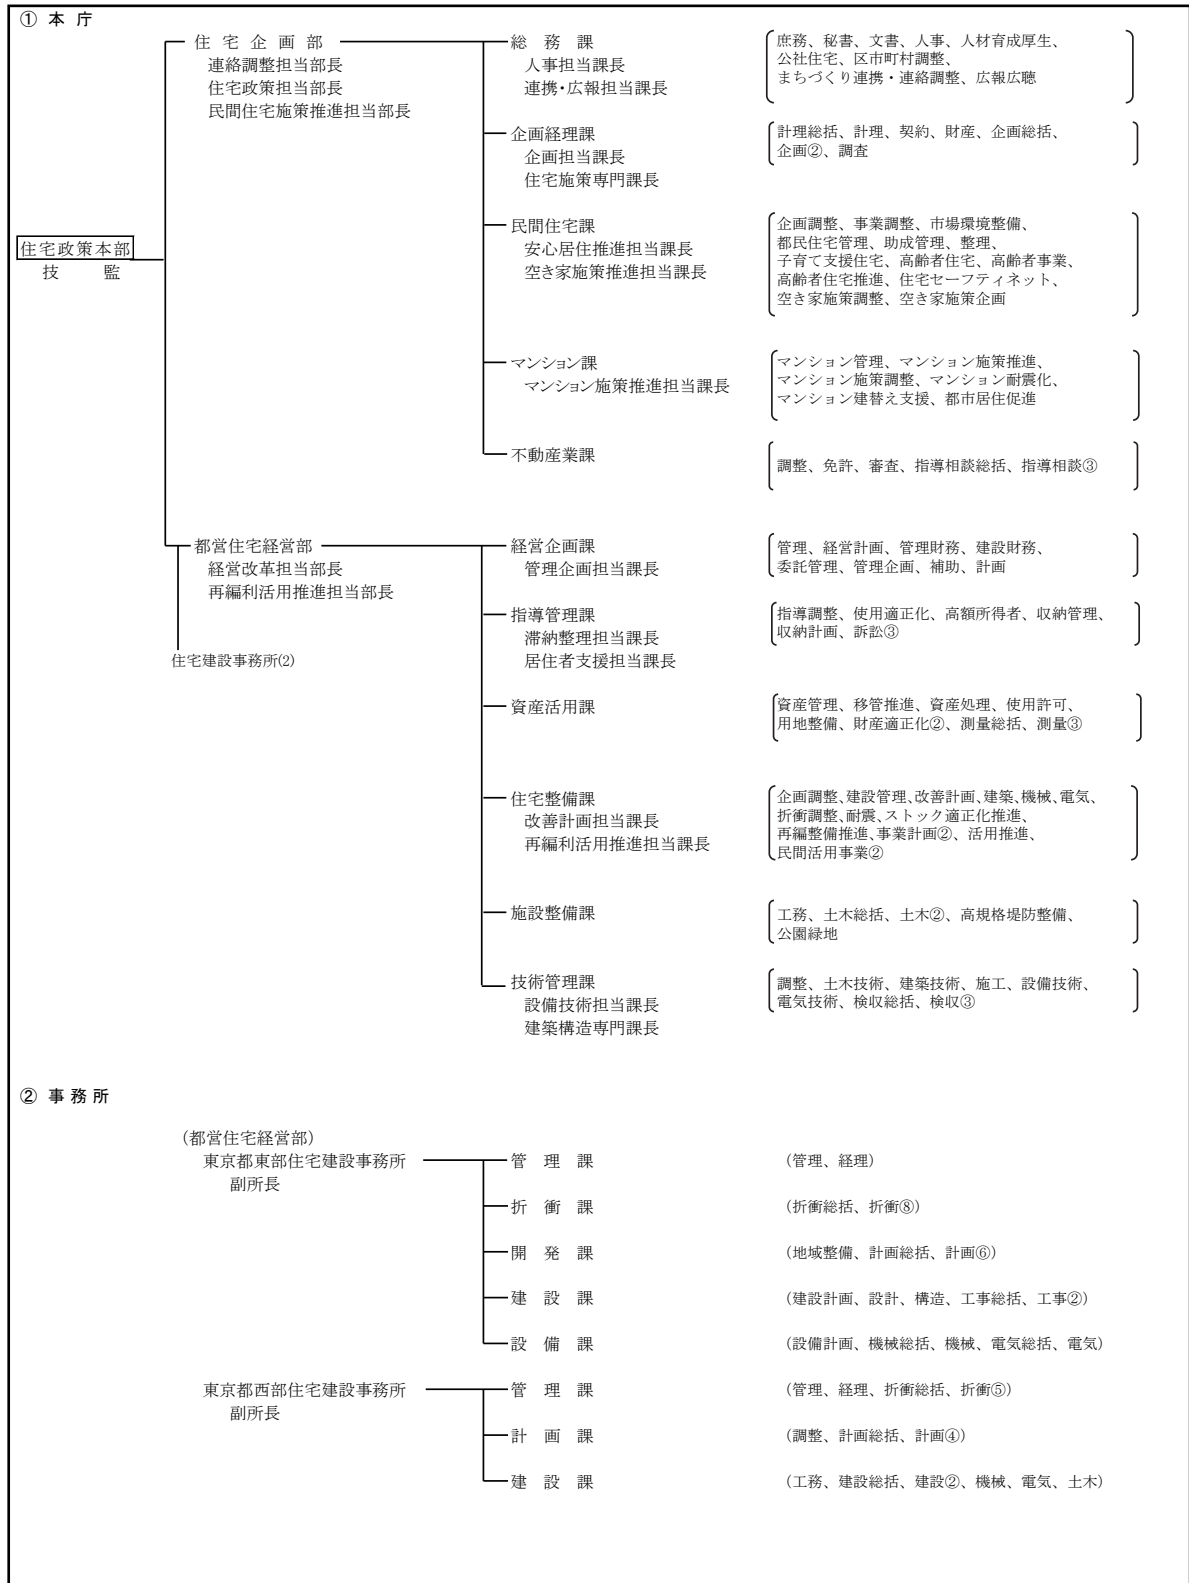 ① 本 庁
住 宅 企 画 部
連絡調整担当部長
住宅政策担当部長
民間住宅施策推進担当部長
総 務 課
人事担当課長
連携・広報担当課長
庶務、秘書、文書、人事、人材育成厚生、
公社住宅、区市町村調整、
まちづくり連携・連絡調整、広報広聴
企画経理課
企画担当課長
住宅施策専門課長
計理総括、計理、契約、財産、企画総括、
企画②、調査
住宅政策本部
技 監
民間住宅課
安心居住推進担当課長
空き家施策推進担当課長
企画調整、事業調整、市場環境整備、
都民住宅管理、助成管理、整理、
子育て支援住宅、高齢者住宅、高齢者事業、
高齢者住宅推進、住宅セーフティネット、
空き家施策調整、空き家施策企画
マンション課
マンション施策推進担当課長
マンション管理、マンション施策推進、
マンション施策調整、マンション耐震化、
マンション建替え支援、都市居住促進
不動産業課
調整、免許、審査、指導相談総括、指導相談③
都営住宅経営部
経営改革担当部長
再編利活用推進担当部長
住宅建設事務所(2)
経営企画課
管理企画担当課長
管理、経営計画、管理財務、建設財務、
委託管理、管理企画、補助、計画
指導管理課
滞納整理担当課長
居住者支援担当課長
指導調整、使用適正化、高額所得者、収納管理、
収納計画、訴訟③
資産活用課
資産管理、移管推進、資産処理、使用許可、
用地整備、財産適正化②、測量総括、測量③
住宅整備課
改善計画担当課長
再編利活用推進担当課長
企画調整、建設管理、改善計画、建築、機械、電気、
折衝調整、耐震、ストック適正化推進、
再編整備推進、事業計画②、活用推進、
民間活用事業②
施設整備課
工務、土木総括、土木②、高規格堤防整備、
公園緑地
技術管理課
設備技術担当課長
建築構造専門課長
調整、土木技術、建築技術、施工、設備技術、
電気技術、検収総括、検収③
② 事 務 所
(都営住宅経営部)
東京都東部住宅建設事務所
副所長
管 理 課
(管理、経理)
折 衝 課
(折衝総括、折衝⑧)
開 発 課
(地域整備、計画総括、計画⑥)
建 設 課
(建設計画、設計、構造、工事総括、工事②)
設 備 課
(設備計画、機械総括、機械、電気総括、電気)
東京都西部住宅建設事務所
副所長
管 理 課
(管理、経理、折衝総括、折衝⑤)
計 画 課
(調整、計画総括、計画④)
建 設 課
(工務、建設総括、建設②、機械、電気、土木)